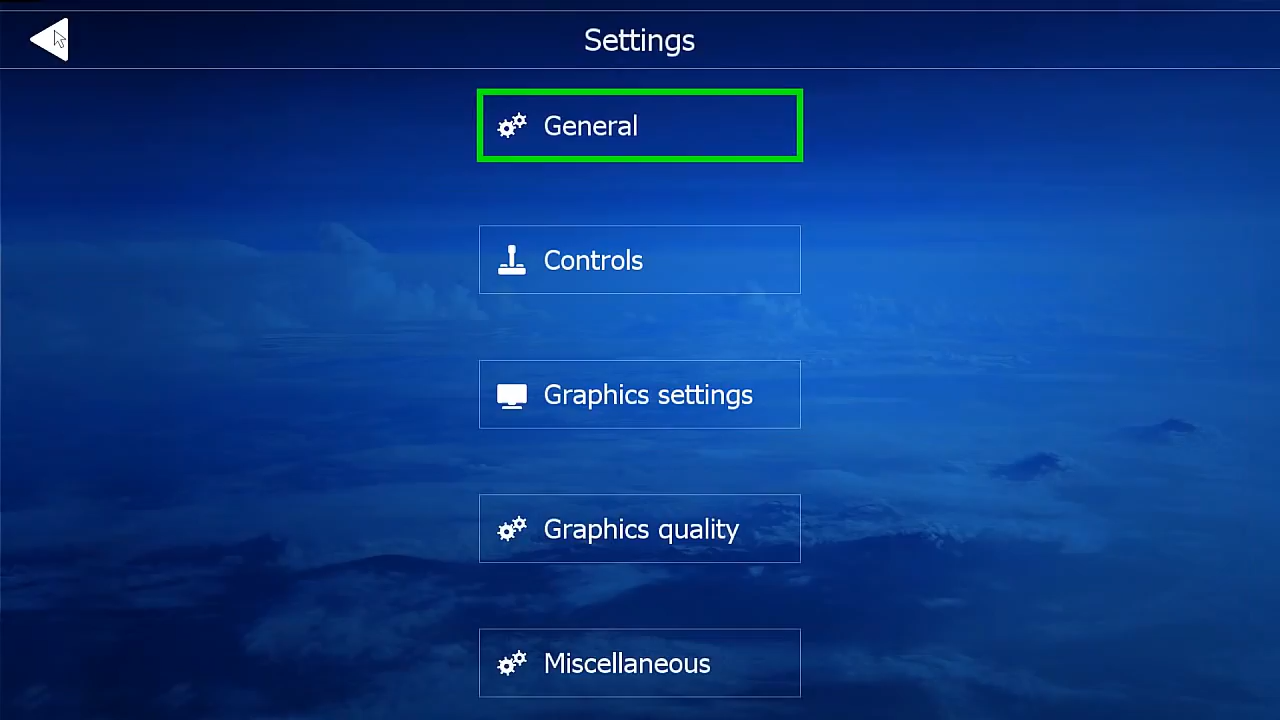 Settings
General
Controls
Graphics settings
Graphics quality
Miscellaneous